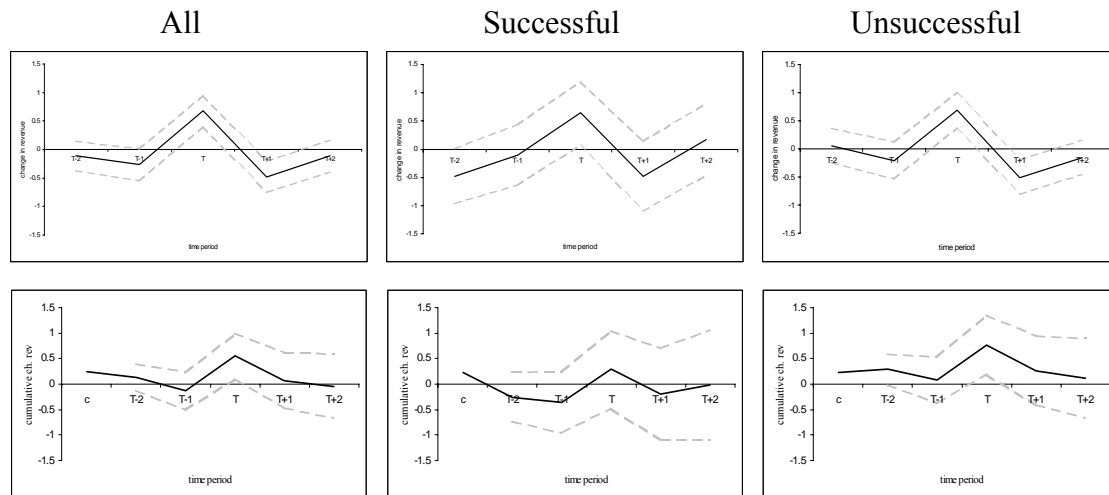 All Successful Unsuccessful
1.5
1
0.5
0
-0.5
-1
-1.5
change in revenue
T-2 T-1 T T+1 T+2
time period
1.5
1
0.5
0
-0.5
-1
-1.5
change in revenue
T-2 T-1 T T+1 T+2
time period
1.5
1
0.5
0
-0.5
-1
-1.5
change in revenue
T-2 T-1 T T+1 T+2
time period
1.5
1
0.5
0
-0.5
-1
-1.5
cumulative ch. rev
c T-2 T-1 T T+1 T+2
time period
1.5
1
0.5
0
-0.5
-1
-1.5
cumulative ch. rev
c T-2 T-1 T T+1 T+2
time period
1.5
1
0.5
0
-0.5
-1
-1.5
cumulative ch. rev
c T-2 T-1 T T+1 T+2
time period